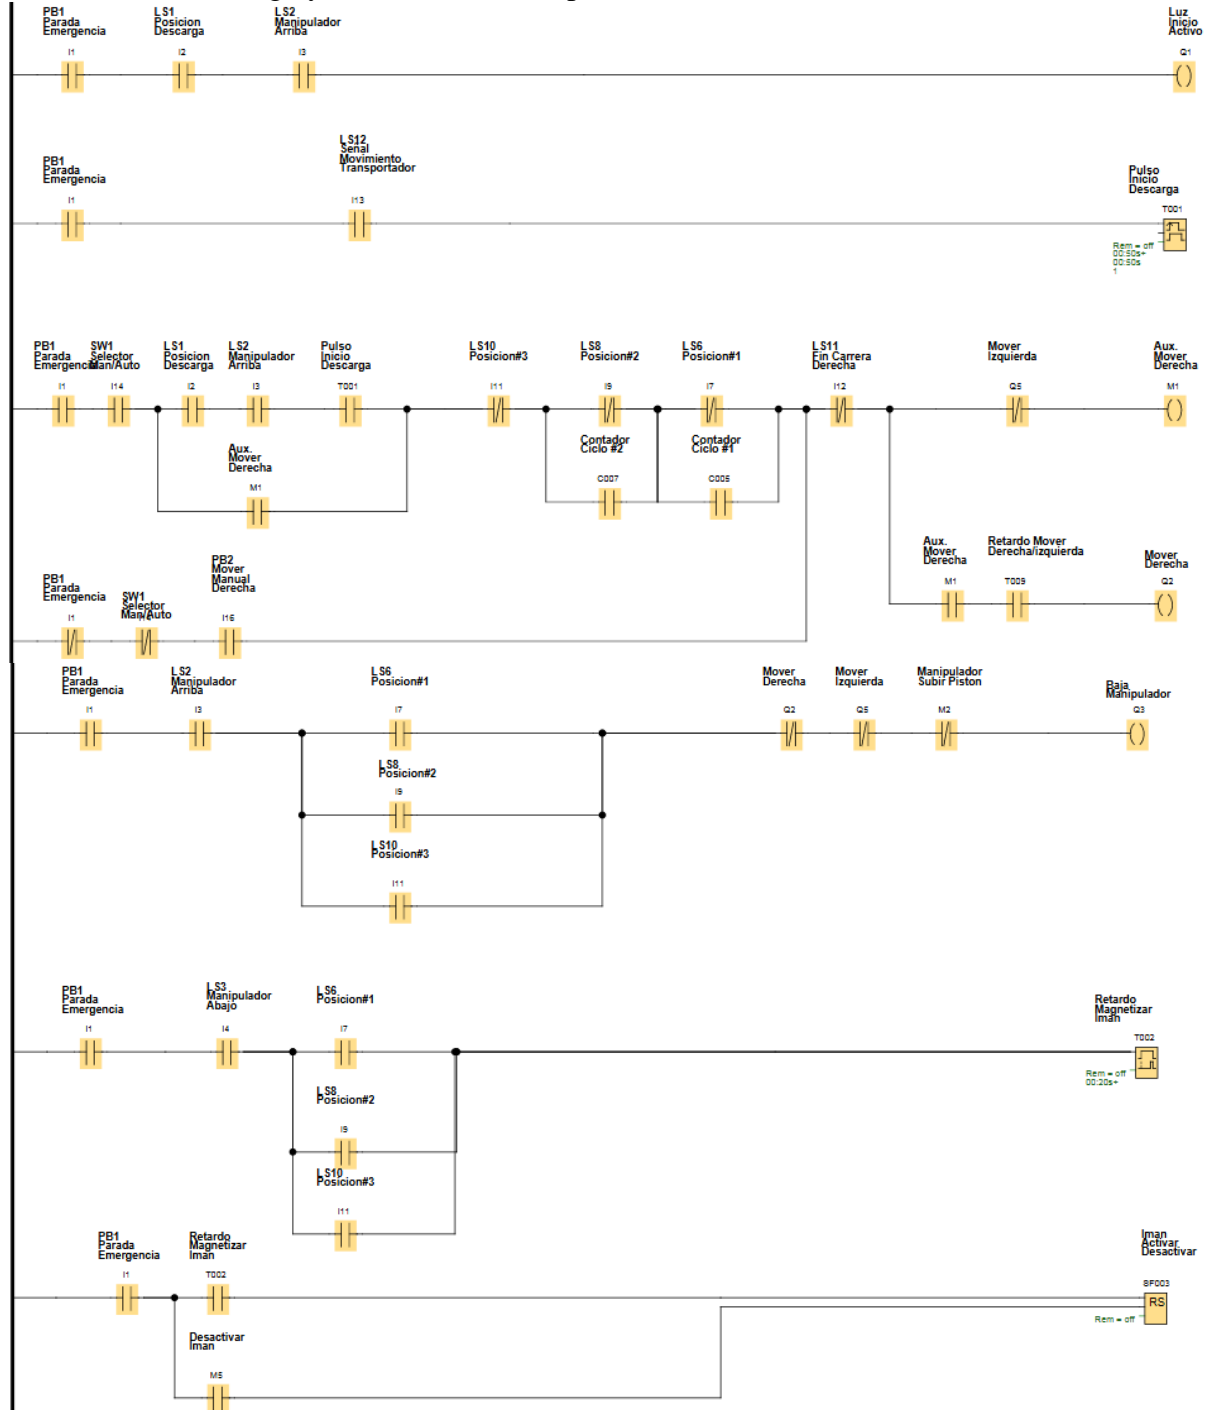 PB1
Parada
Emergencia
I1
LS1
Posicion
Descarga
I2
LS2
Manipulador
Arriba
I3
Luz
Inicio
Activo
Q1
PB1
Parada
Emergencia
I1
LS12
Senal
Movimiento
Transportador
I13
Pulso
Inicio
Descarga
T001
Rem = off
00:50s+
00:50s
1
PB1
Parada
Emergencia
I1
SW1
Selector
Man/Auto
I14
LS1
Posicion
Descarga
I2
LS2
Manipulador
Arriba
I3
Pulso
Inicio
Descarga
T001
LS10
Posicion#3
I11
LS8
Posicion#2
I9
LS6
Posicion#1
I7
LS11
Fin Carrera
Derecha
I12
Mover
Izquierda
Q5
Aux.
Mover
Derecha
M1
Aux.
Mover
Derecha
M1
Contador
Ciclo #2
C007
Contador
Ciclo #1
Aux.
Mover
Derecha
M1
Retardo Mover
Derecha/izquierda
T009
Mover
Derecha
Q2
PB1
Parada
Emergencia
I1
SW1
Selector
Man/Auto
PB2
Mover
Manual
Derecha
PB1
Parada
Emergencia
I1
LS2
Manipulador
Arriba
I3
LS6
Posicion#1
I7
Mover
Derecha
Q2
Mover
Izquierda
Q5
Manipulador
Subir Piston
M2
Baja
Manipulador
Q3
LS8
Posicion#2
I9
LS10
Posicion#3
I11
PB1
Parada
Emergencia
I1
LS3
Manipulador
Abajo
I4
LS6
Posicion#1
I7
Retardo
Magnetizar
Iman
T002
Rem = off
00:20s+
LS8
Posicion#2
I9
LS10
Posicion#3
I11
PB1
Parada
Emergencia
I1
Retardo
Magnetizar
Iman
T002
Iman
Activar
Desactivar
SF003
RS
Rem = off
Desactivar
Iman
M5